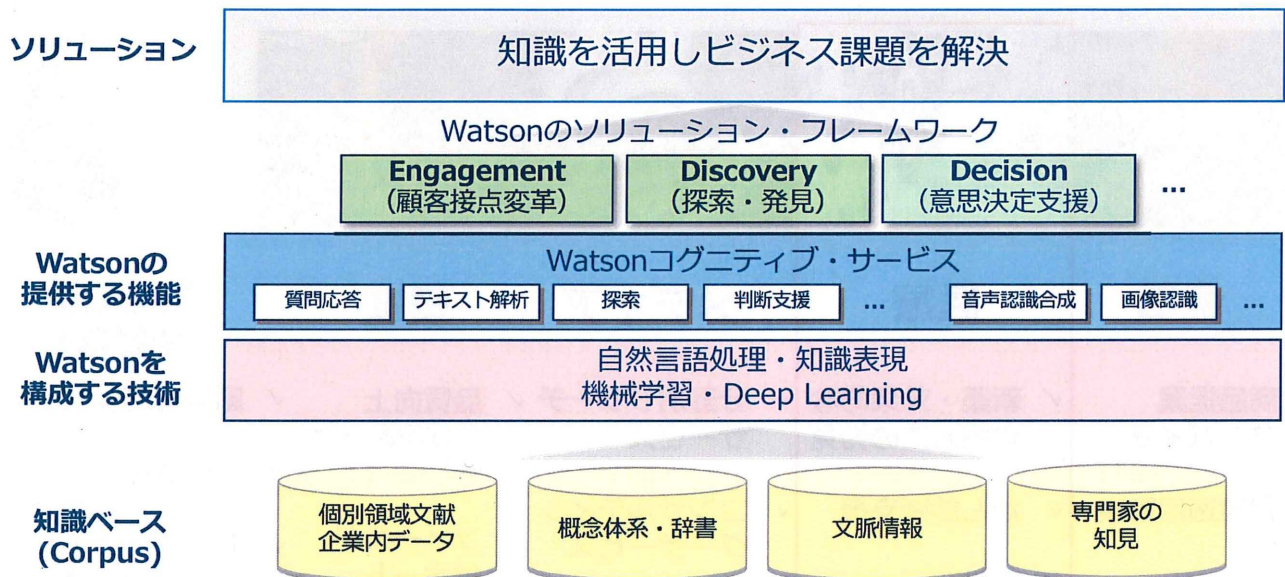 ソリューション
知識を活用しビジネス課題を解決
Watsonのソリューション・フレームワーク
Engagement
(顧客接点変革)
Discovery
(探索・発見)
Decision
(意思決定支援)
...
Watsonの
提供する機能
Watsonコグニティブ・サービス
質問応答
テキスト解析
探索
判断支援
...
音声認識合成
画像認識
...
Watsonを
構成する技術
自然言語処理・知識表現
機械学習・Deep Learning
知識ベース
(Corpus)
個別領域文献
企業内データ
概念体系・辞書
文脈情報
専門家の
知見